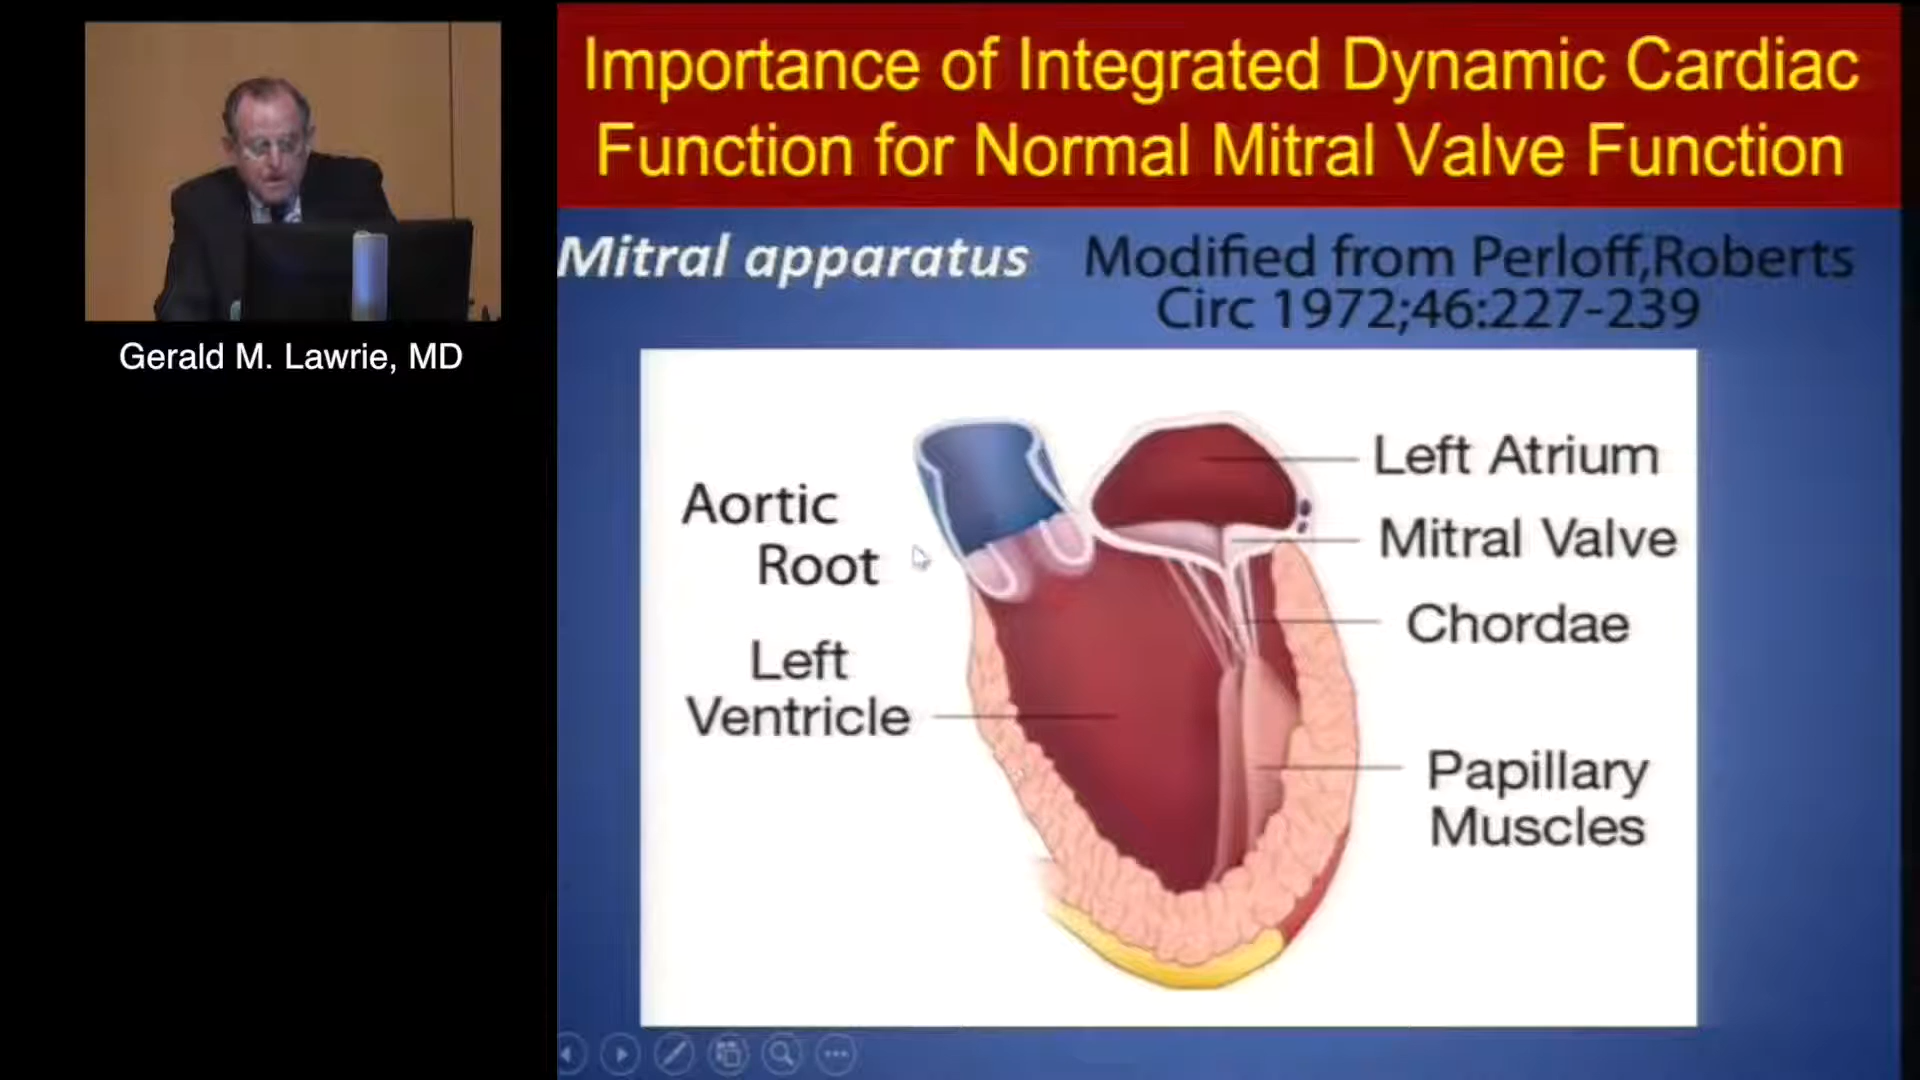 Importance of Integrated Dynamic Cardiac
Function for Normal Mitral Valve Function
Mitral apparatus
Modified from Perloff,Roberts
Circ 1972;46:227-239
Gerald M. Lawrie, MD
Aortic
Root
Left
Ventricle
Left Atrium
Mitral Valve
Chordae
Papillary
Muscles